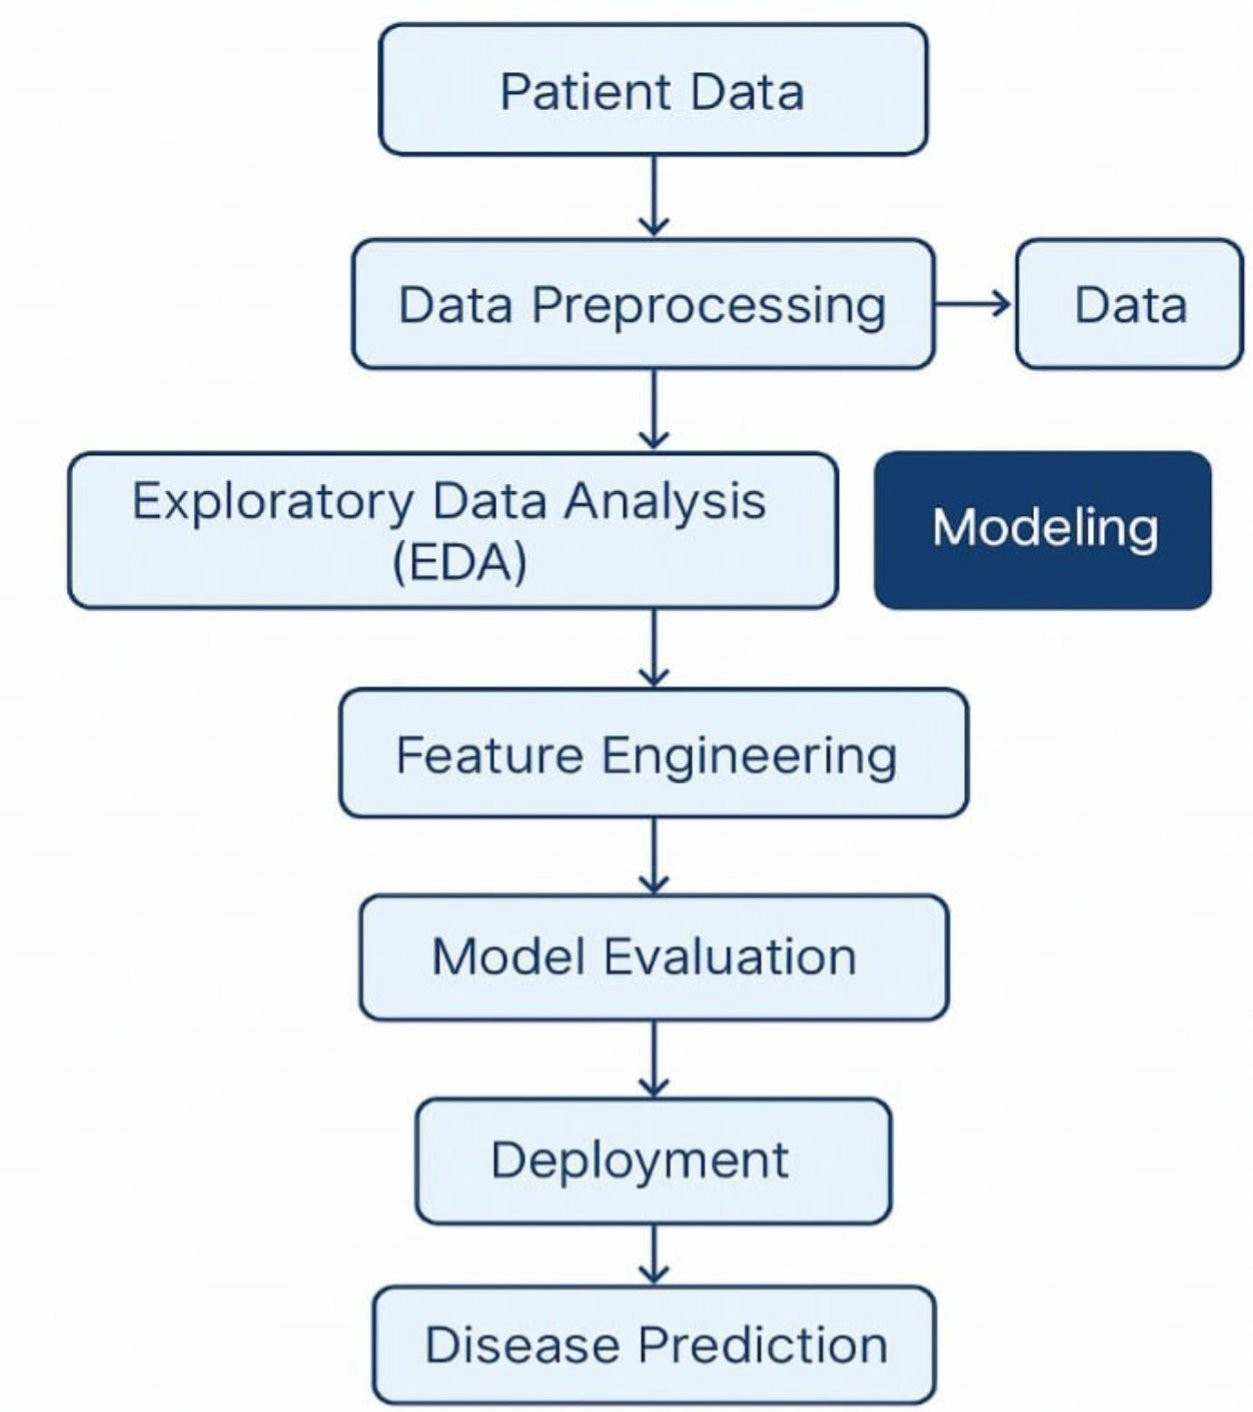 Patient Data
Data Preprocessing
Data
Exploratory Data Analysis
(EDA)
Modeling
Feature Engineering
Model Evaluation
Deployment
Disease Prediction